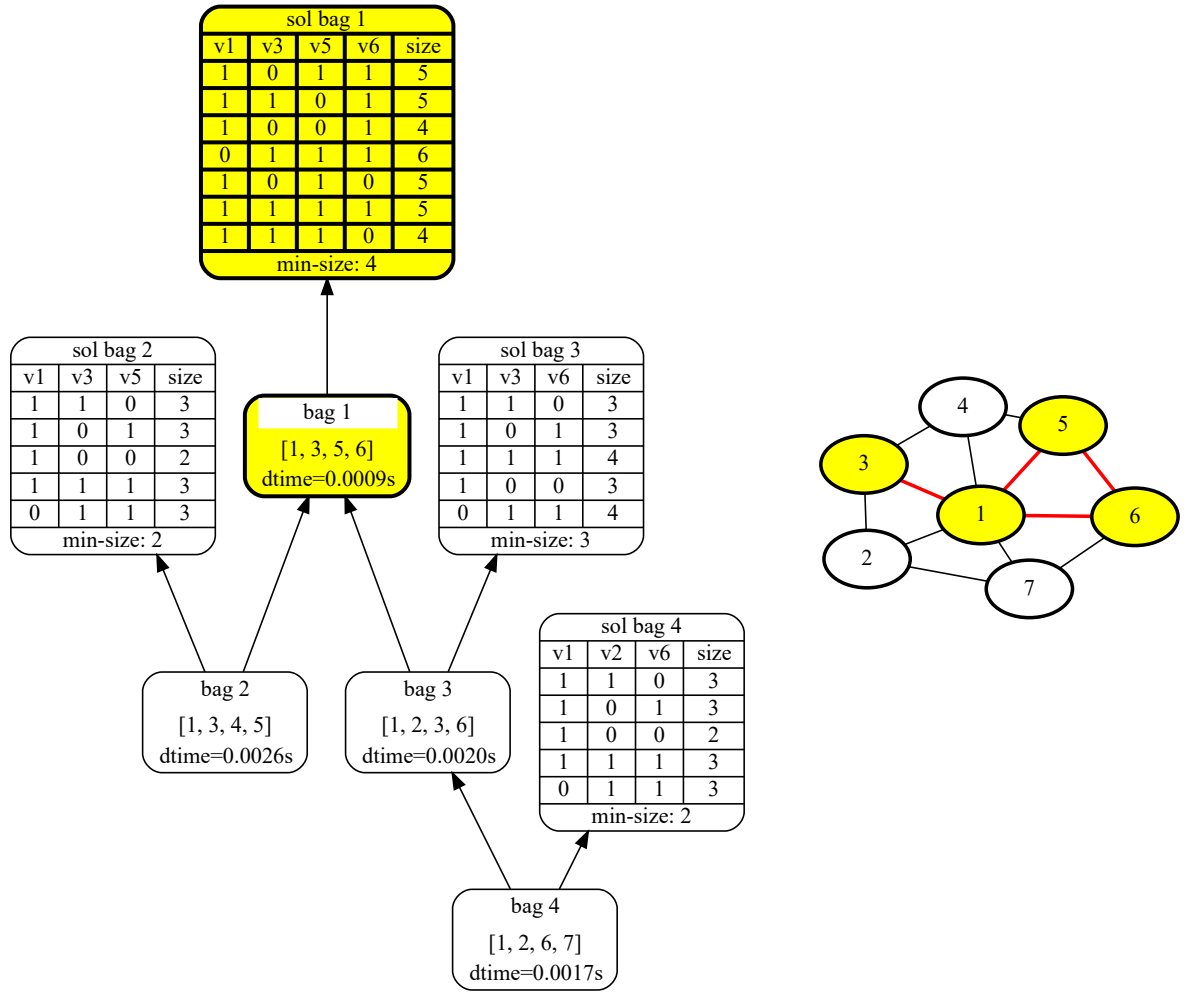 sol bag 1
v1 v3 v5 v6 size
1 0 1 1 5
1 1 0 1 5
1 0 0 1 4
0 1 1 1 6
1 0 1 0 5
1 1 1 1 5
1 1 1 0 4
min-size: 4
sol bag 2
v1 v3 v5 size
1 1 0 3
1 0 1 3
1 0 0 2
1 1 1 3
0 1 1 3
min-size: 2
bag 1
[1, 3, 5, 6]
dtime=0.0009s
sol bag 3
v1 v3 v6 size
1 1 0 3
1 0 1 3
1 1 1 4
1 0 0 3
0 1 1 4
min-size: 3
bag 2
[1, 3, 4, 5]
dtime=0.0026s
bag 3
[1, 2, 3, 6]
dtime=0.0020s
sol bag 4
v1 v2 v6 size
1 1 0 3
1 0 1 3
1 0 0 2
1 1 1 3
0 1 1 3
min-size: 2
bag 4
[1, 2, 6, 7]
dtime=0.0017s
4
5
3
1
6
2
7